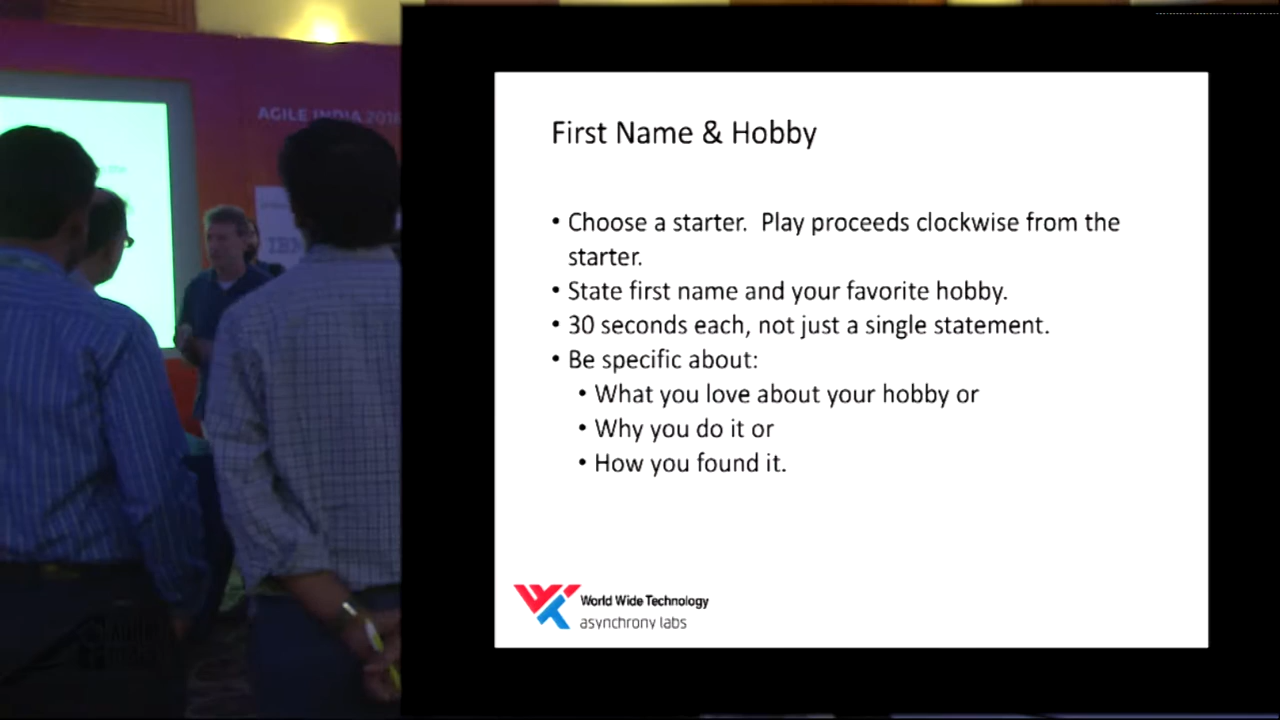 AGILE INDIA 2016
IBM
First Name & Hobby
• Choose a starter.  Play proceeds clockwise from the
starter.
• State first name and your favorite hobby.
• 30 seconds each, not just a single statement.
• Be specific about:
• What you love about your hobby or
• Why you do it or
• How you found it.
World Wide Technology
asynchrony labs